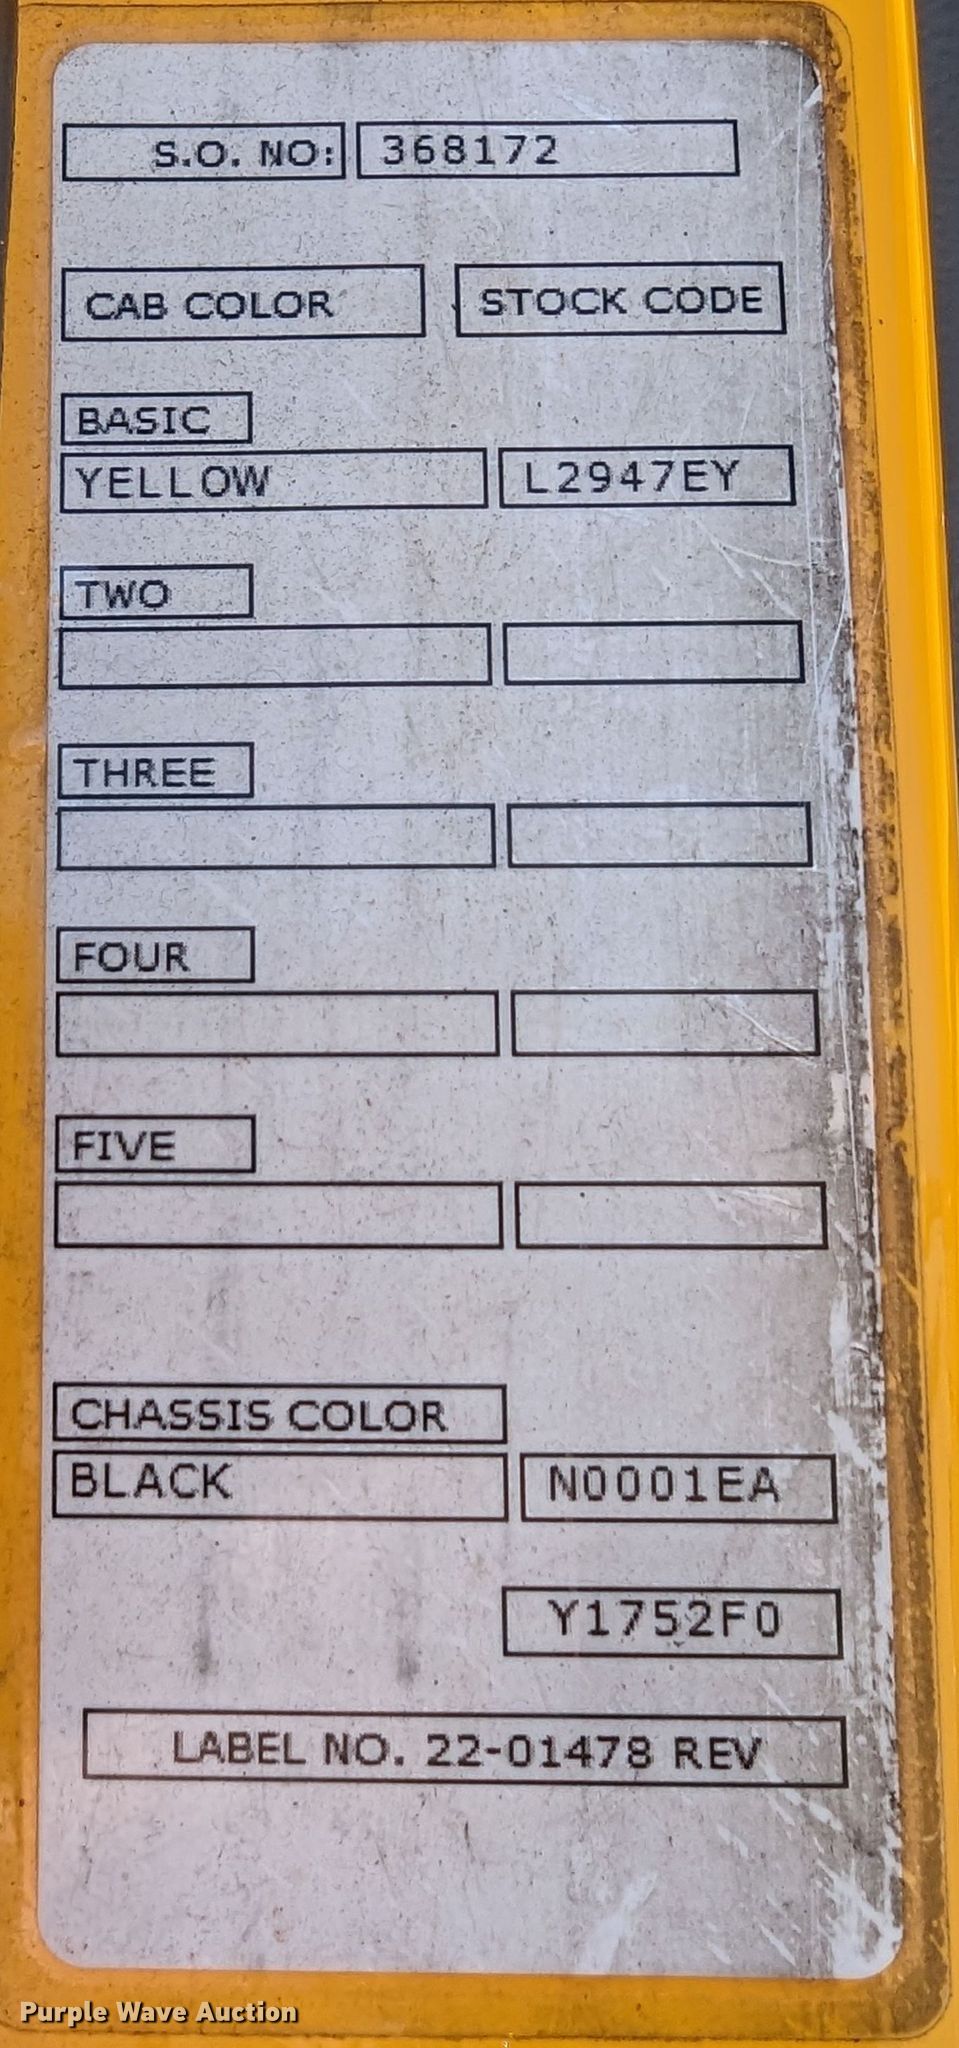 S.O. NO: 368172
CAB COLOR STOCK CODE
BASIC
YELLOW L2947EY
TWO
THREE
FOUR
FIVE
CHASSIS COLOR
BLACK N0001EA
Y1752F0
LABEL NO. 22-01478 REV
Purple Wave Auction